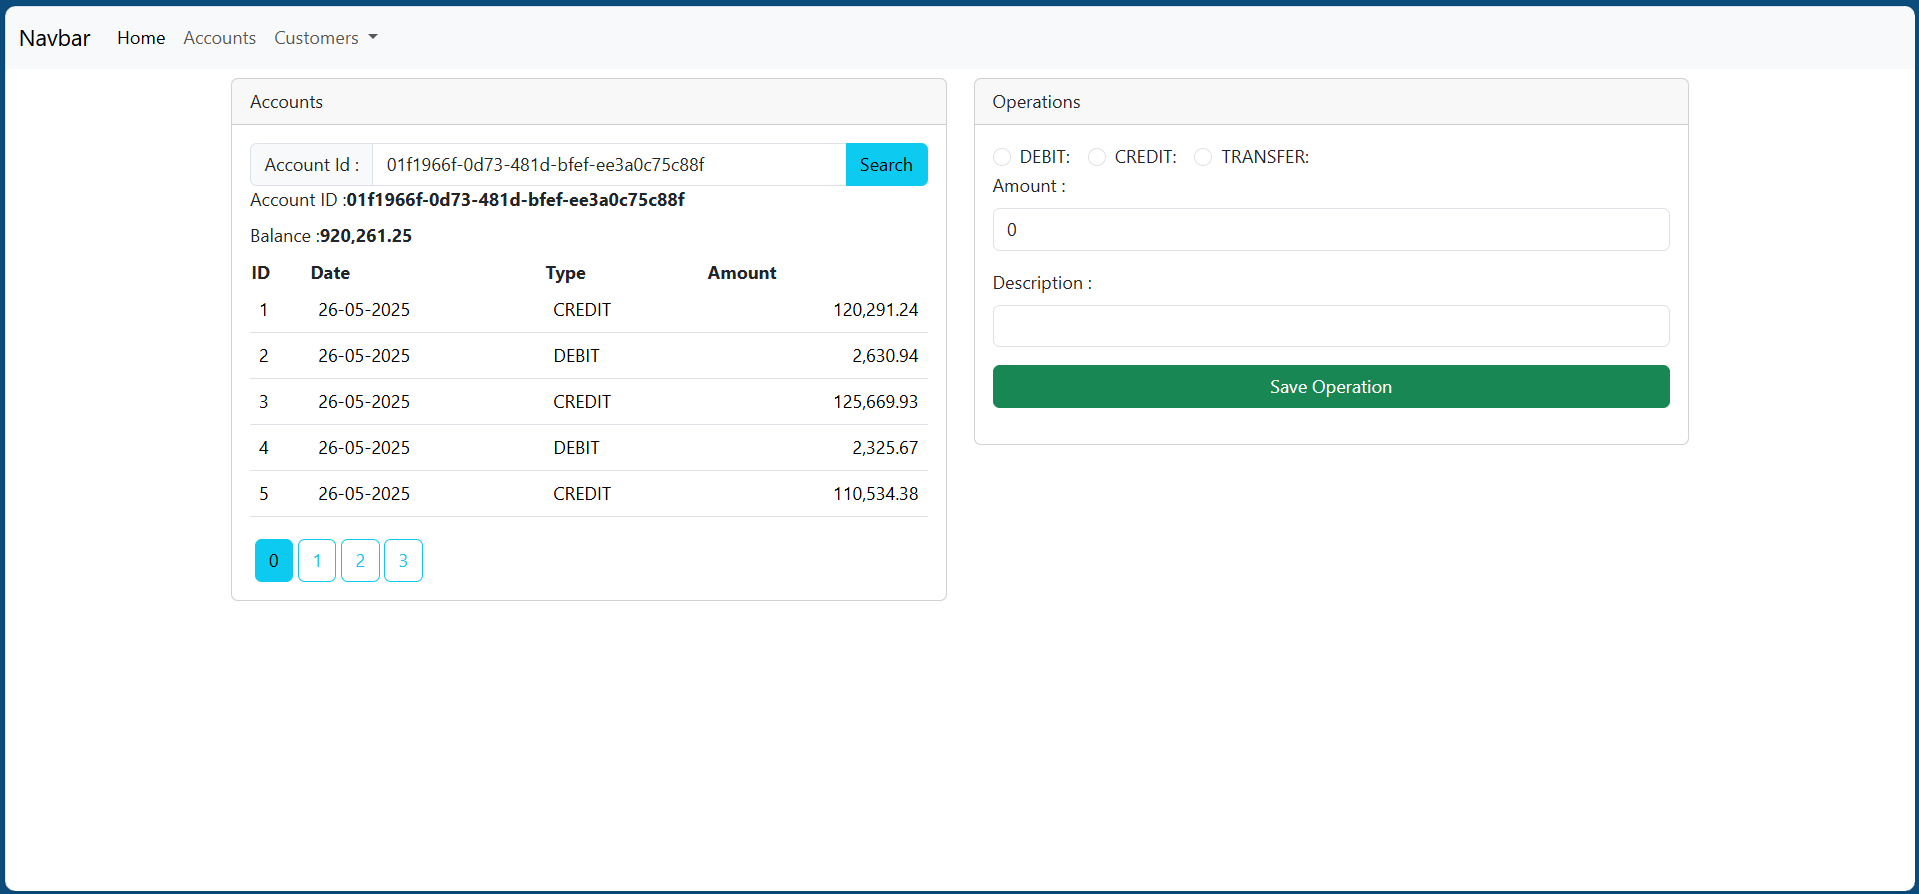 Navbar Home Accounts Customers
Accounts
Account Id : 01f1966f-0d73-481d-bfef-ee3a0c75c88f Search
Account ID :01f1966f-0d73-481d-bfef-ee3a0c75c88f
Balance :920,261.25
ID Date Type Amount
1 26-05-2025 CREDIT 120,291.24
2 26-05-2025 DEBIT 2,630.94
3 26-05-2025 CREDIT 125,669.93
4 26-05-2025 DEBIT 2,325.67
5 26-05-2025 CREDIT 110,534.38
0 1 2 3
Operations
DEBIT: CREDIT: TRANSFER:
Amount :
0
Description :
Save Operation